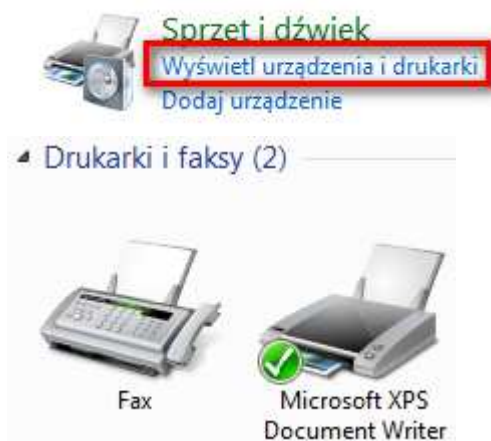 Sprzęt i dźwięk
Wyświetl urządzenia i drukarki
Dodaj urządzenie
Drukarki i faksy (2)
Fax
Microsoft XPS
Document Writer